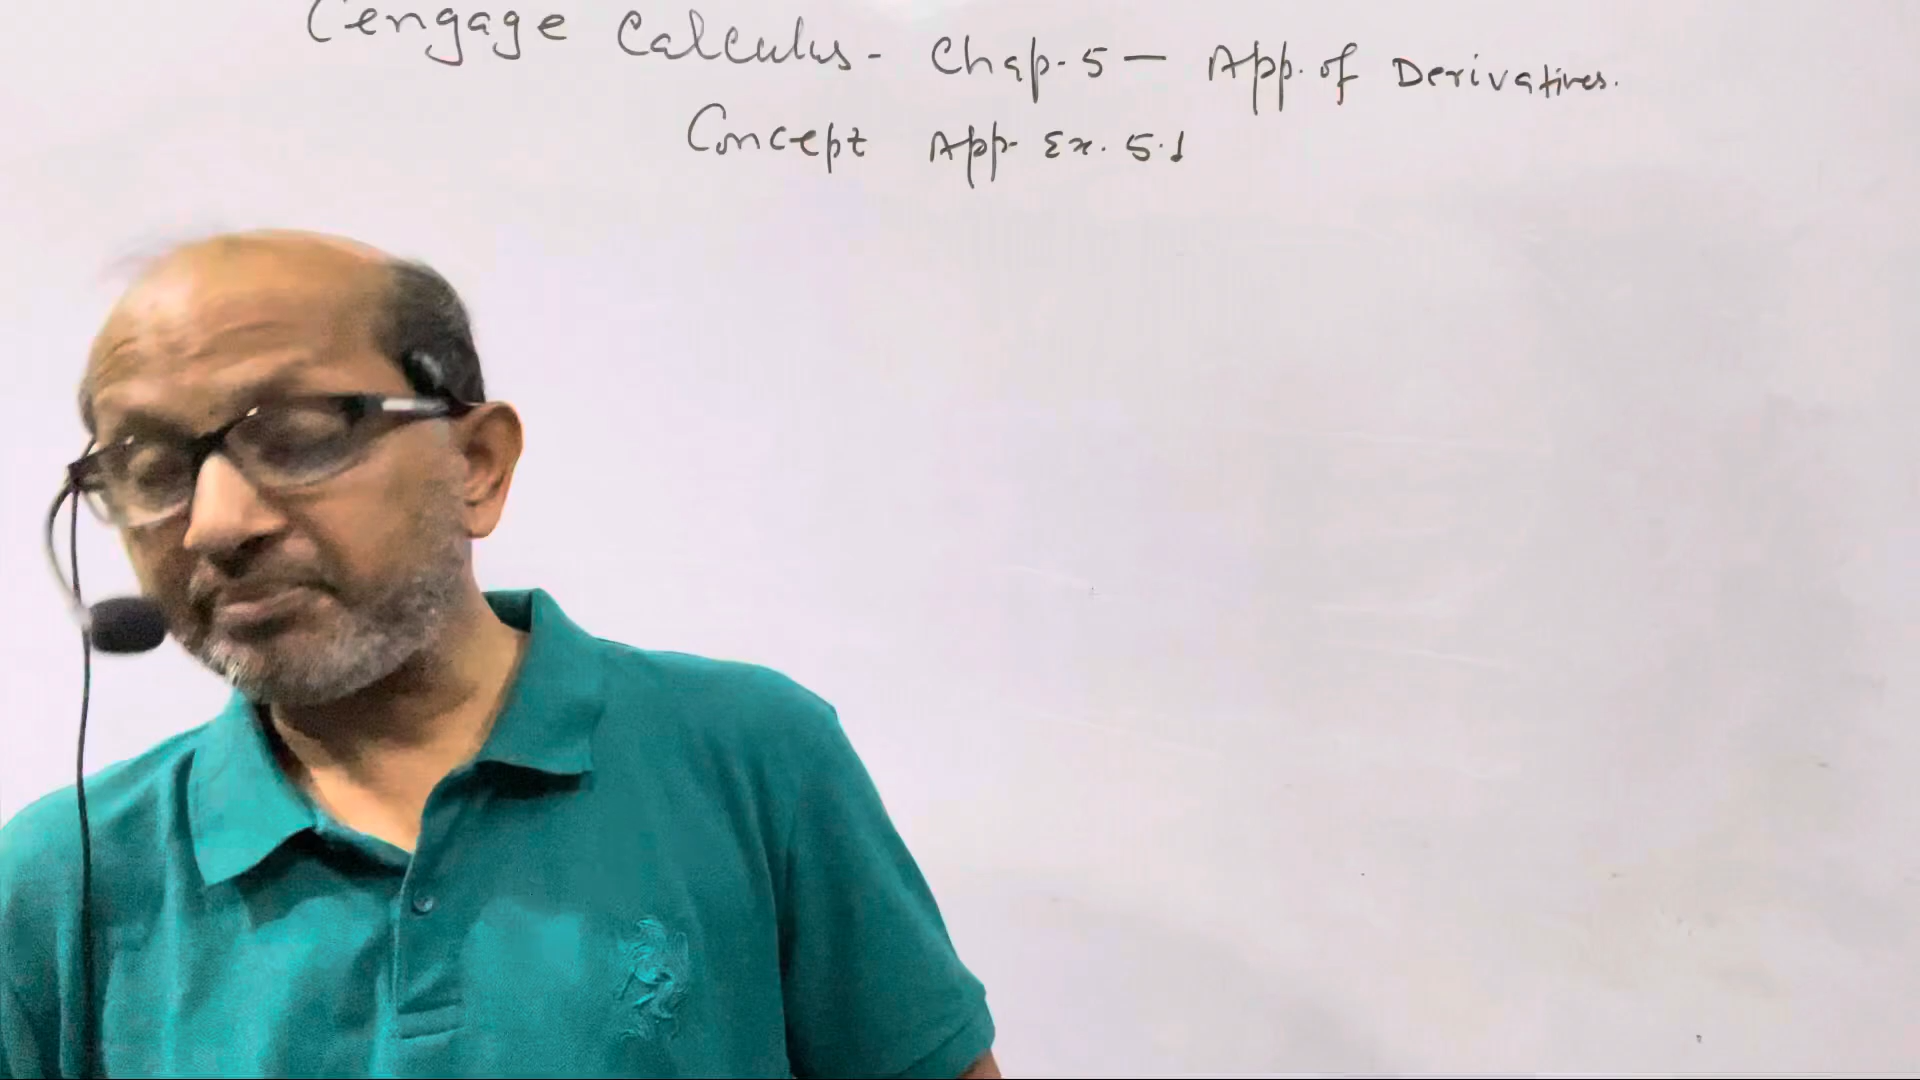 Cengage Calculus - Chap. 5 — App. of Derivatives.
Concept App. Ex. 5.1